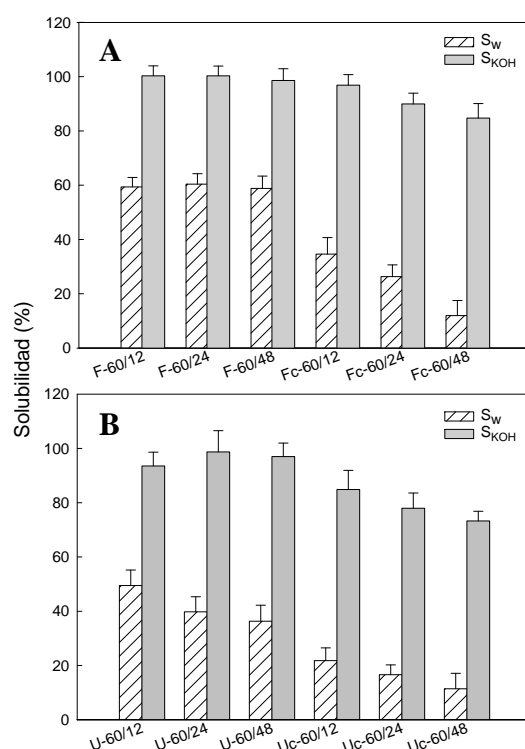 A
S_W
S_KOH
120
100
80
60
40
20
0
F-60/12 F-60/24 F-60/48 Fc-60/12 Fc-60/24 Fc-60/48
Solubilidad (%)
B
S_W
S_KOH
120
100
80
60
40
20
0
U-60/12 U-60/24 U-60/48 Uc-60/12 Uc-60/24 Uc-60/48